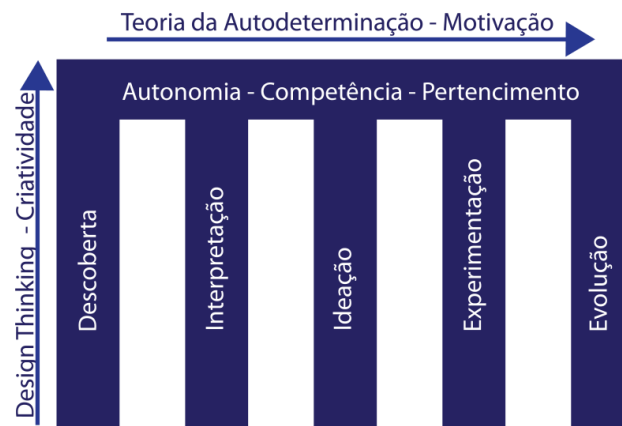 Teoria da Autodeterminação - Motivação
Autonomia - Competência - Pertencimento
Design Thinking - Criatividade
Descoberta
Interpretação
Ideação
Experimentação
Evolução